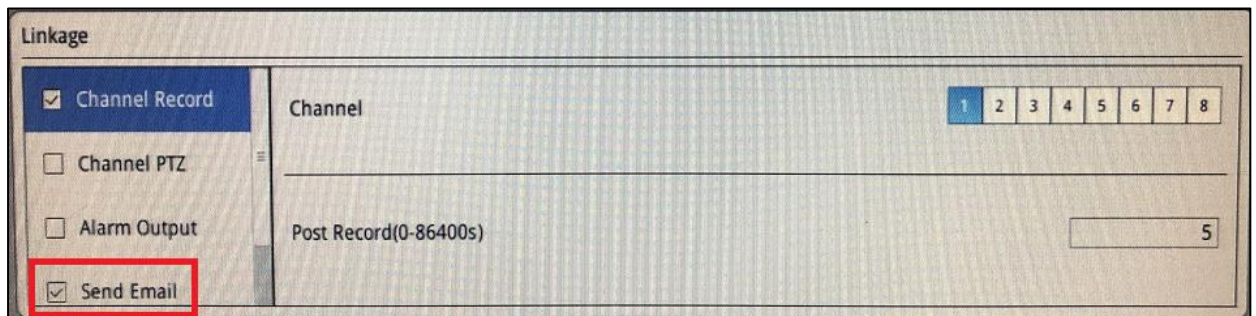 Linkage
Channel Record
Channel 1 2 3 4 5 6 7 8
Channel PTZ
Alarm Output
Post Record(0-86400s) 5
Send Email